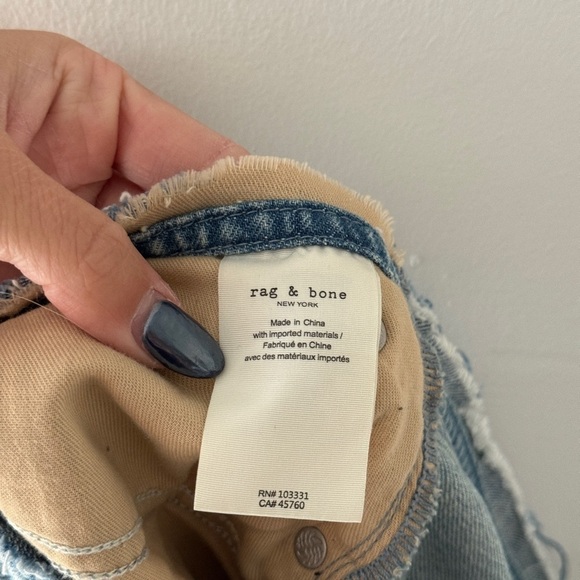 rag & bone
NEW YORK
Made in China
with imported materials /
Fabriqué en Chine
avec des matériaux importés
RN# 103331
CA# 45760